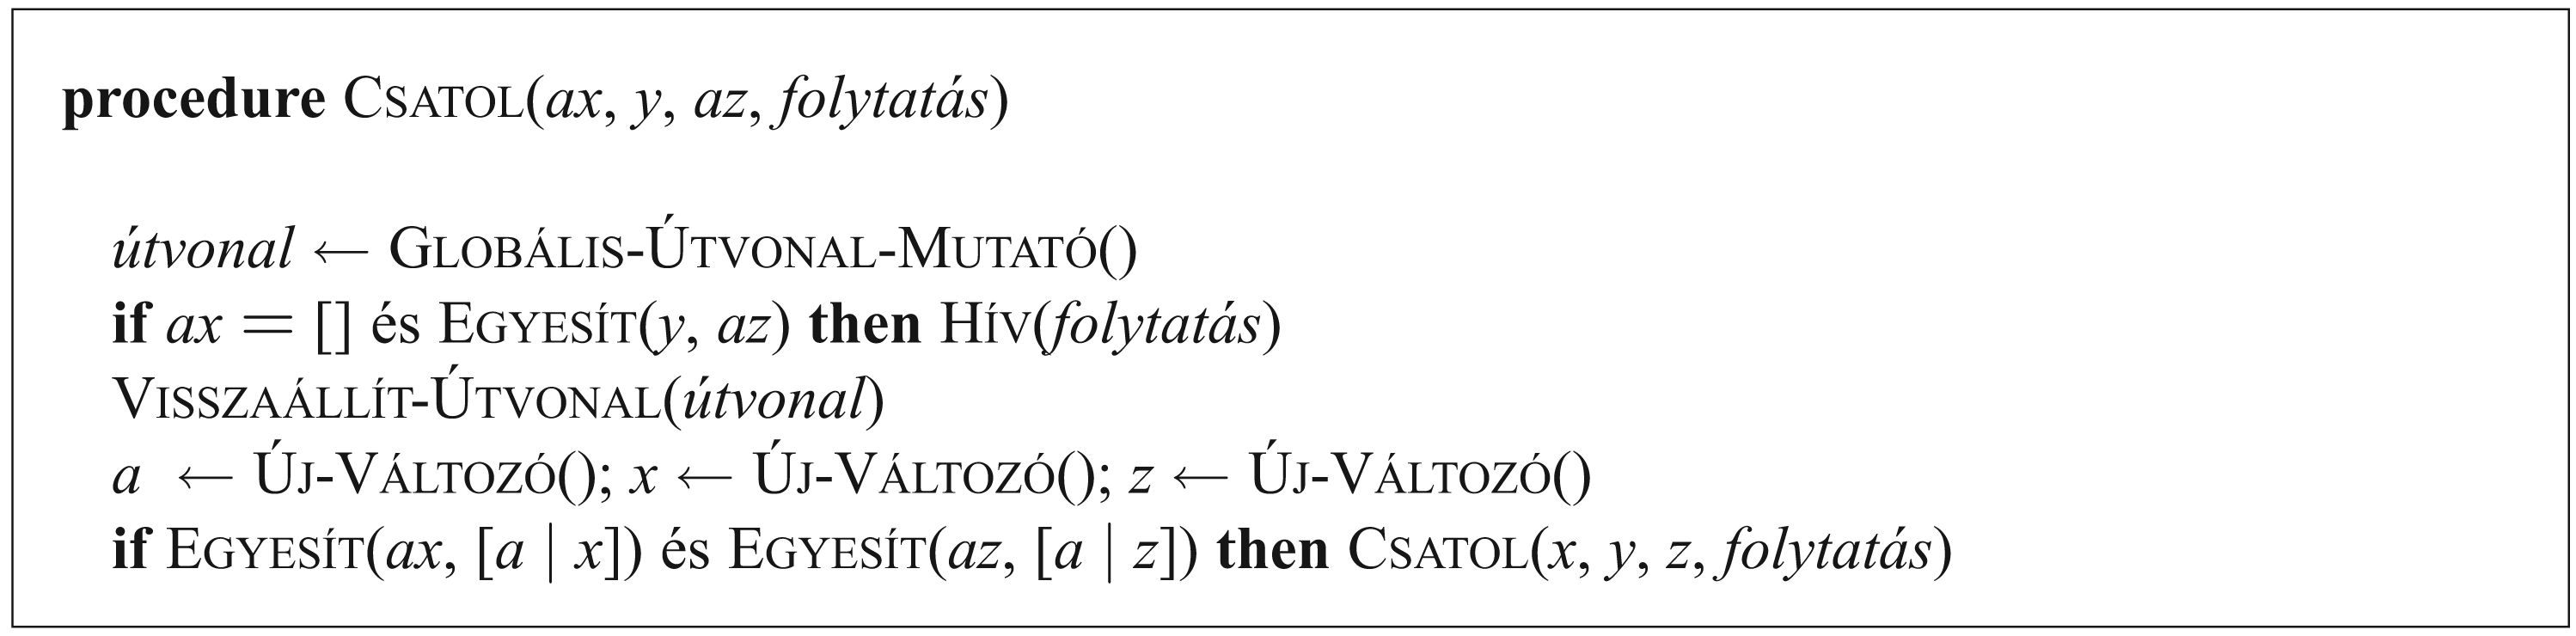 procedure CSATOL(ax, y, az, folytatás)
útvonal ← GLOBÁLIS-ÚTVONAL-MUTATÓ()
if ax = [] és EGYESÍT(y, az) then HÍV(folytatás)
VISSZAÁLLÍT-ÚTVONAL(útvonal)
a ← ÚJ-VÁLTOZÓ(); x ← ÚJ-VÁLTOZÓ(); z ← ÚJ-VÁLTOZÓ()
if EGYESÍT(ax, [a | x]) és EGYESÍT(az, [a | z]) then CSATOL(x, y, z, folytatás)